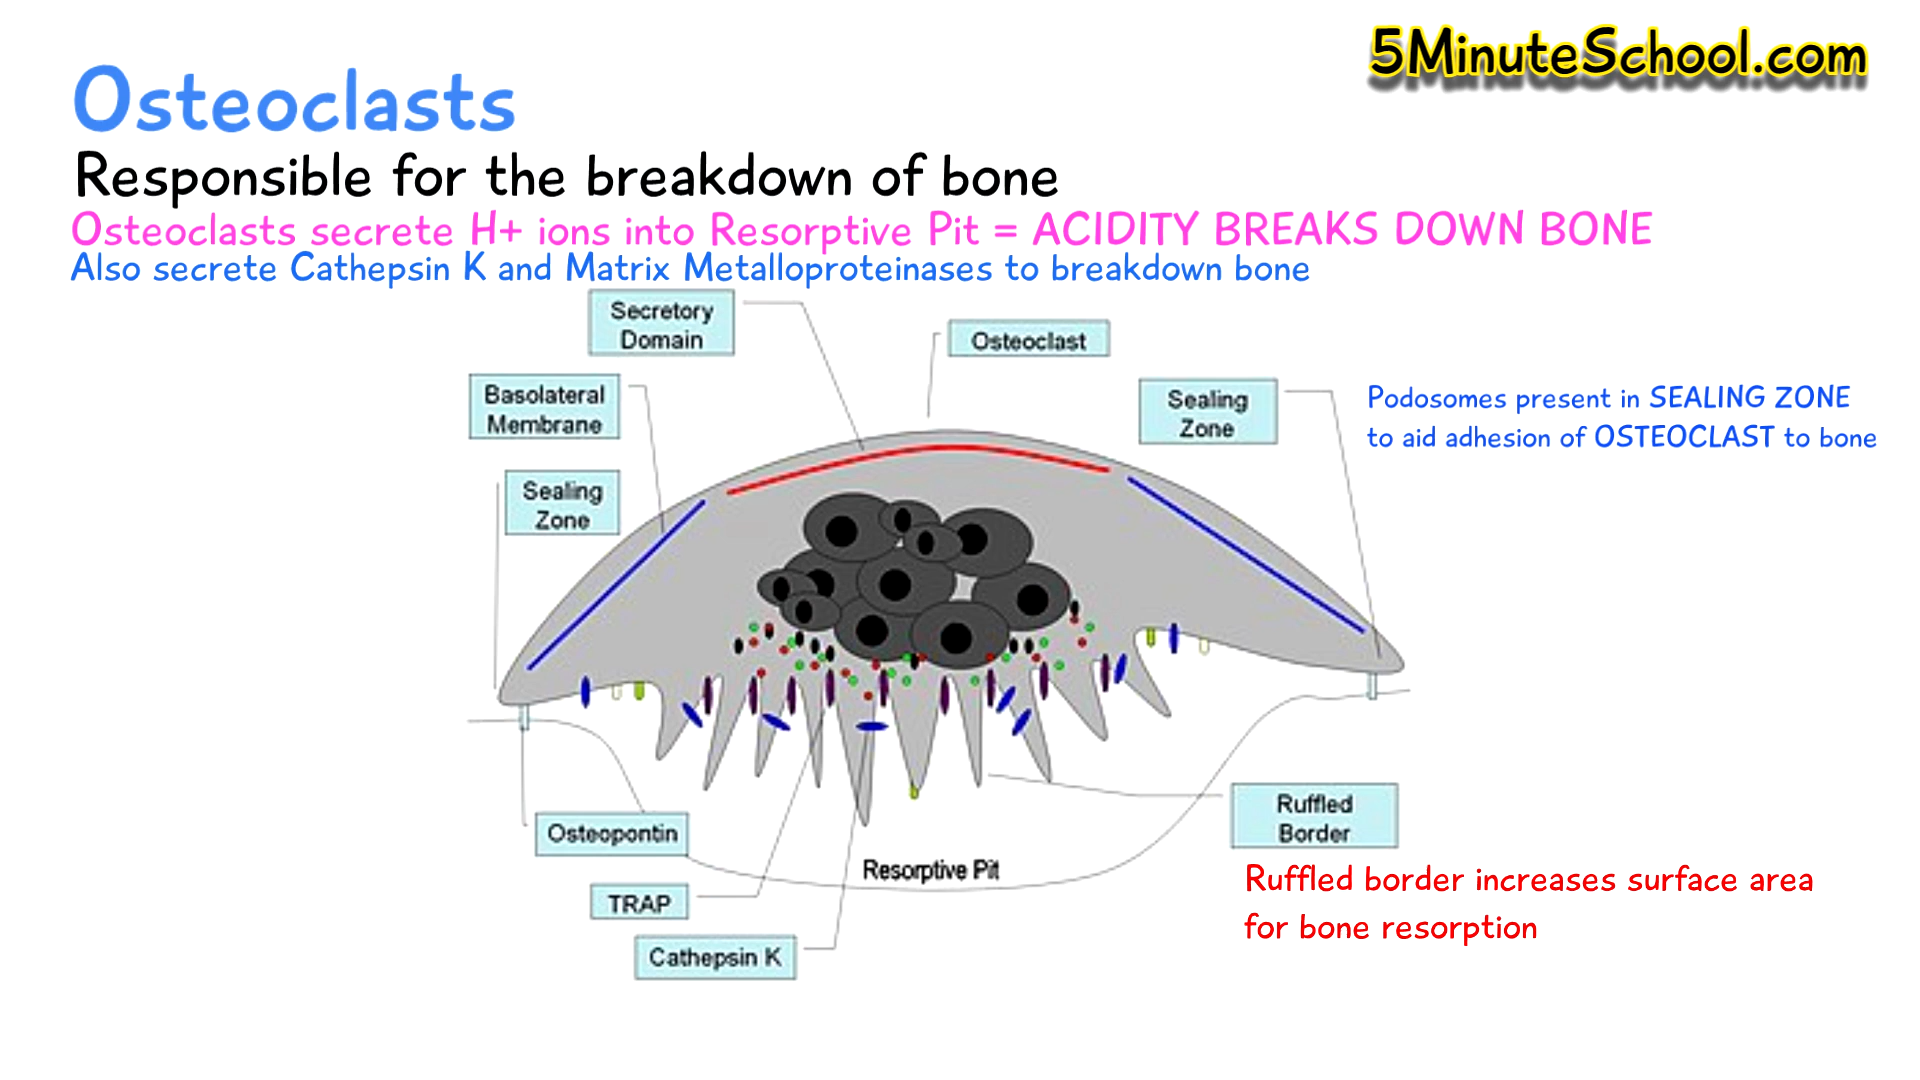 5MinuteSchool.com
Osteoclasts
Responsible for the breakdown of bone
Osteoclasts secrete H+ ions into Resorptive Pit = ACIDITY BREAKS DOWN BONE
Also secrete Cathepsin K and Matrix Metalloproteinases to breakdown bone
Secretory
Domain
Osteoclast
Basolateral
Membrane
Sealing
Zone
Podosomes present in SEALING ZONE
to aid adhesion of OSTEOCLAST to bone
Sealing
Zone
Osteopontin
Ruffled
Border
Resorptive Pit
Ruffled border increases surface area
for bone resorption
TRAP
Cathepsin K